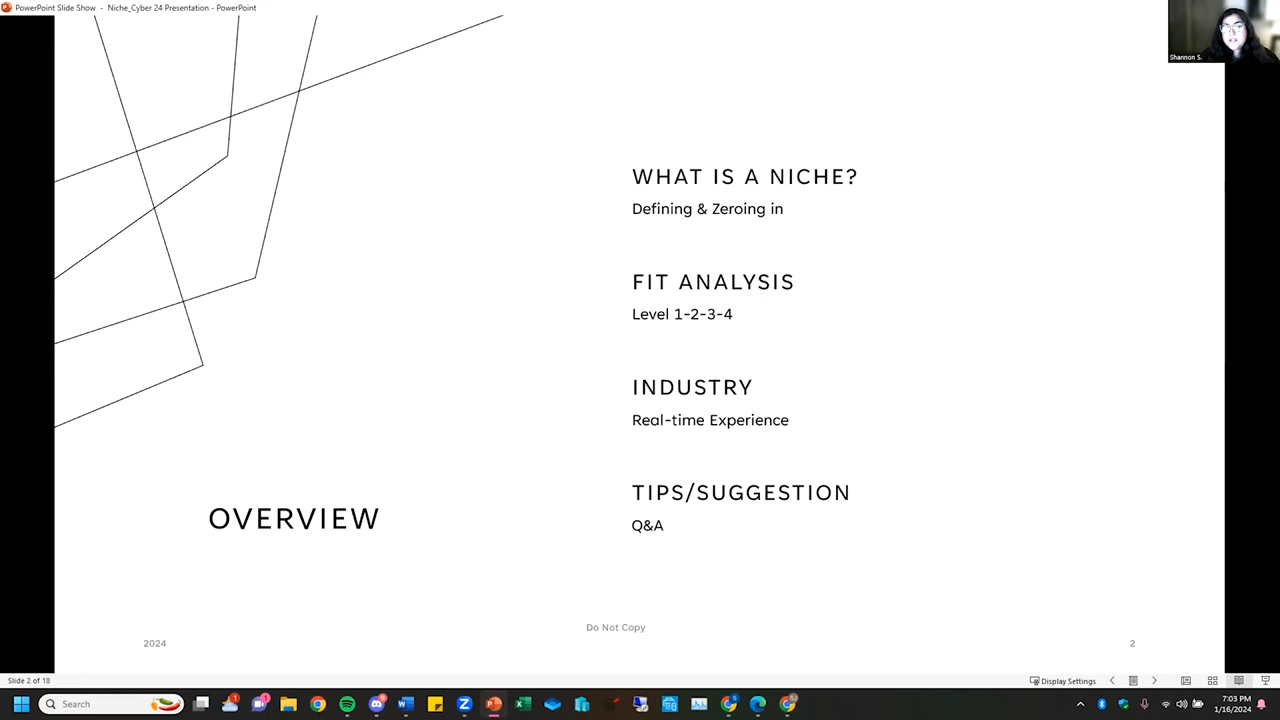 PowerPoint Slide Show - Niche_Cyber 24 Presentation - PowerPoint
Shannon S.
WHAT IS A NICHE?
Defining & Zeroing in
FIT ANALYSIS
Level 1-2-3-4
INDUSTRY
Real-time Experience
TIPS/SUGGESTION
Q&A
OVERVIEW
Do Not Copy
2024
2
Slide 2 of 18
Display Settings
Search
7:03 PM
1/16/2024